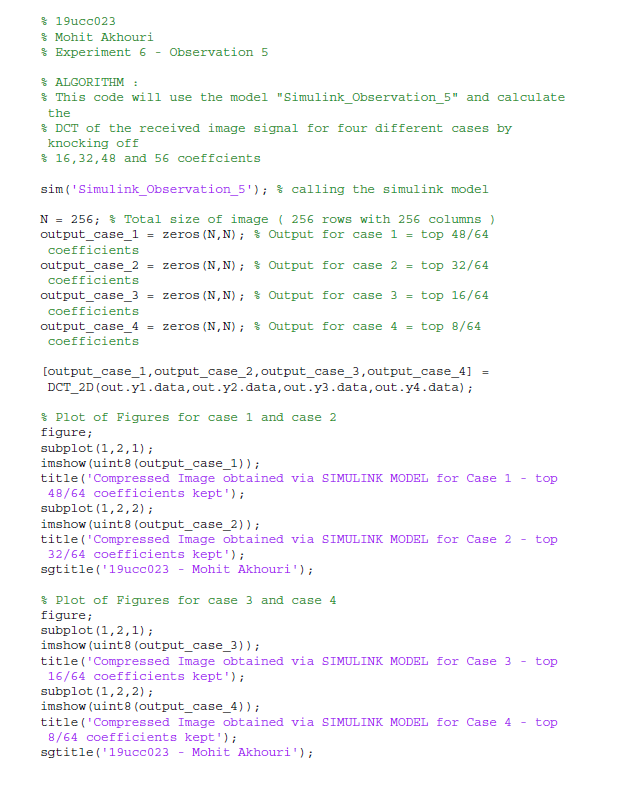 % 19ucc023
% Mohit Akhouri
% Experiment 6 - Observation 5
% ALGORITHM :
% This code will use the model "Simulink_Observation_5" and calculate
the
% DCT of the received image signal for four different cases by
knocking off
% 16,32,48 and 56 coeffcients
sim('Simulink_Observation_5'); % calling the simulink model
N = 256; % Total size of image ( 256 rows with 256 columns )
output_case_1 = zeros(N,N); % Output for case 1 = top 48/64
coefficients
output_case_2 = zeros(N,N); % Output for case 2 = top 32/64
coefficients
output_case_3 = zeros(N,N); % Output for case 3 = top 16/64
coefficients
output_case_4 = zeros(N,N); % Output for case 4 = top 8/64
coefficients
[output_case_1,output_case_2,output_case_3,output_case_4] =
DCT_2D(out.y1.data,out.y2.data,out.y3.data,out.y4.data);
% Plot of Figures for case 1 and case 2
figure;
subplot(1,2,1);
imshow(uint8(output_case_1));
title('Compressed Image obtained via SIMULINK MODEL for Case 1 - top
48/64 coefficients kept');
subplot(1,2,2);
imshow(uint8(output_case_2));
title('Compressed Image obtained via SIMULINK MODEL for Case 2 - top
32/64 coefficients kept');
sgtitle('19ucc023 - Mohit Akhouri');
% Plot of Figures for case 3 and case 4
figure;
subplot(1,2,1);
imshow(uint8(output_case_3));
title('Compressed Image obtained via SIMULINK MODEL for Case 3 - top
16/64 coefficients kept');
subplot(1,2,2);
imshow(uint8(output_case_4));
title('Compressed Image obtained via SIMULINK MODEL for Case 4 - top
8/64 coefficients kept');
sgtitle('19ucc023 - Mohit Akhouri');